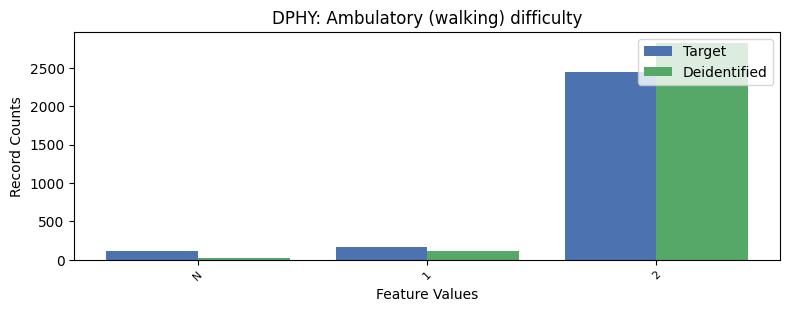 DPHY: Ambulatory (walking) difficulty
Target
Deidentified
Record Counts
2500
2000
1500
1000
500
0
N
1
2
Feature Values